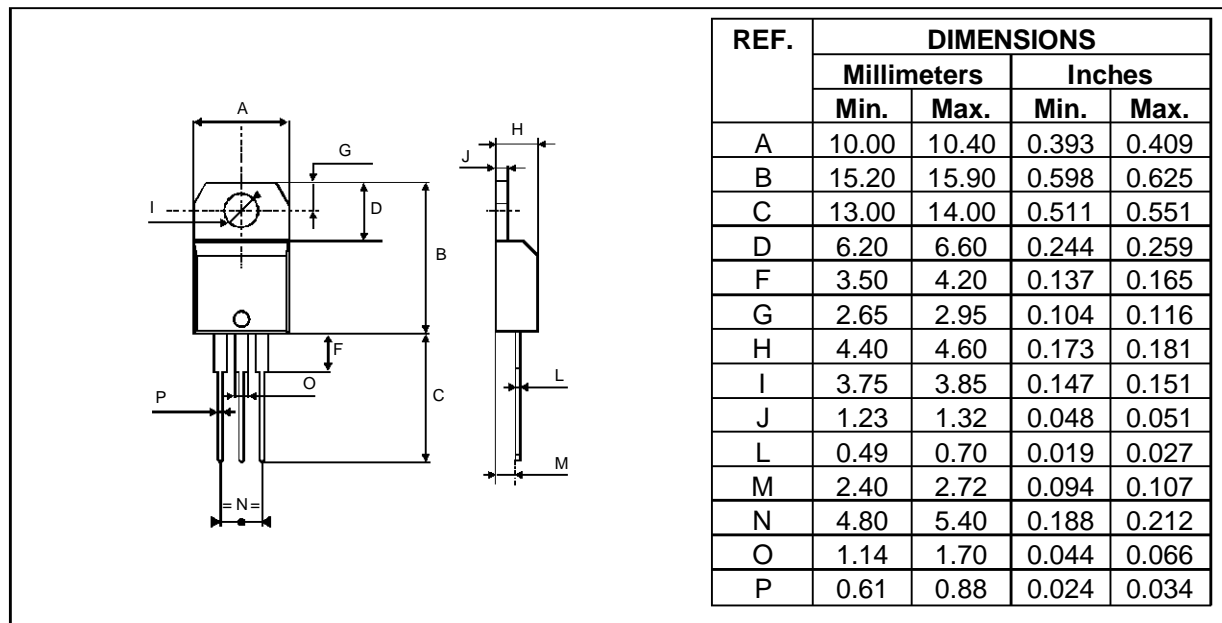 A
G
I
D
B
F
O
P
C
= N =
H
J
L
M
REF. DIMENSIONS
Millimeters Inches
Min. Max. Min. Max.
A 10.00 10.40 0.393 0.409
B 15.20 15.90 0.598 0.625
C 13.00 14.00 0.511 0.551
D 6.20 6.60 0.244 0.259
F 3.50 4.20 0.137 0.165
G 2.65 2.95 0.104 0.116
H 4.40 4.60 0.173 0.181
I 3.75 3.85 0.147 0.151
J 1.23 1.32 0.048 0.051
L 0.49 0.70 0.019 0.027
M 2.40 2.72 0.094 0.107
N 4.80 5.40 0.188 0.212
O 1.14 1.70 0.044 0.066
P 0.61 0.88 0.024 0.034